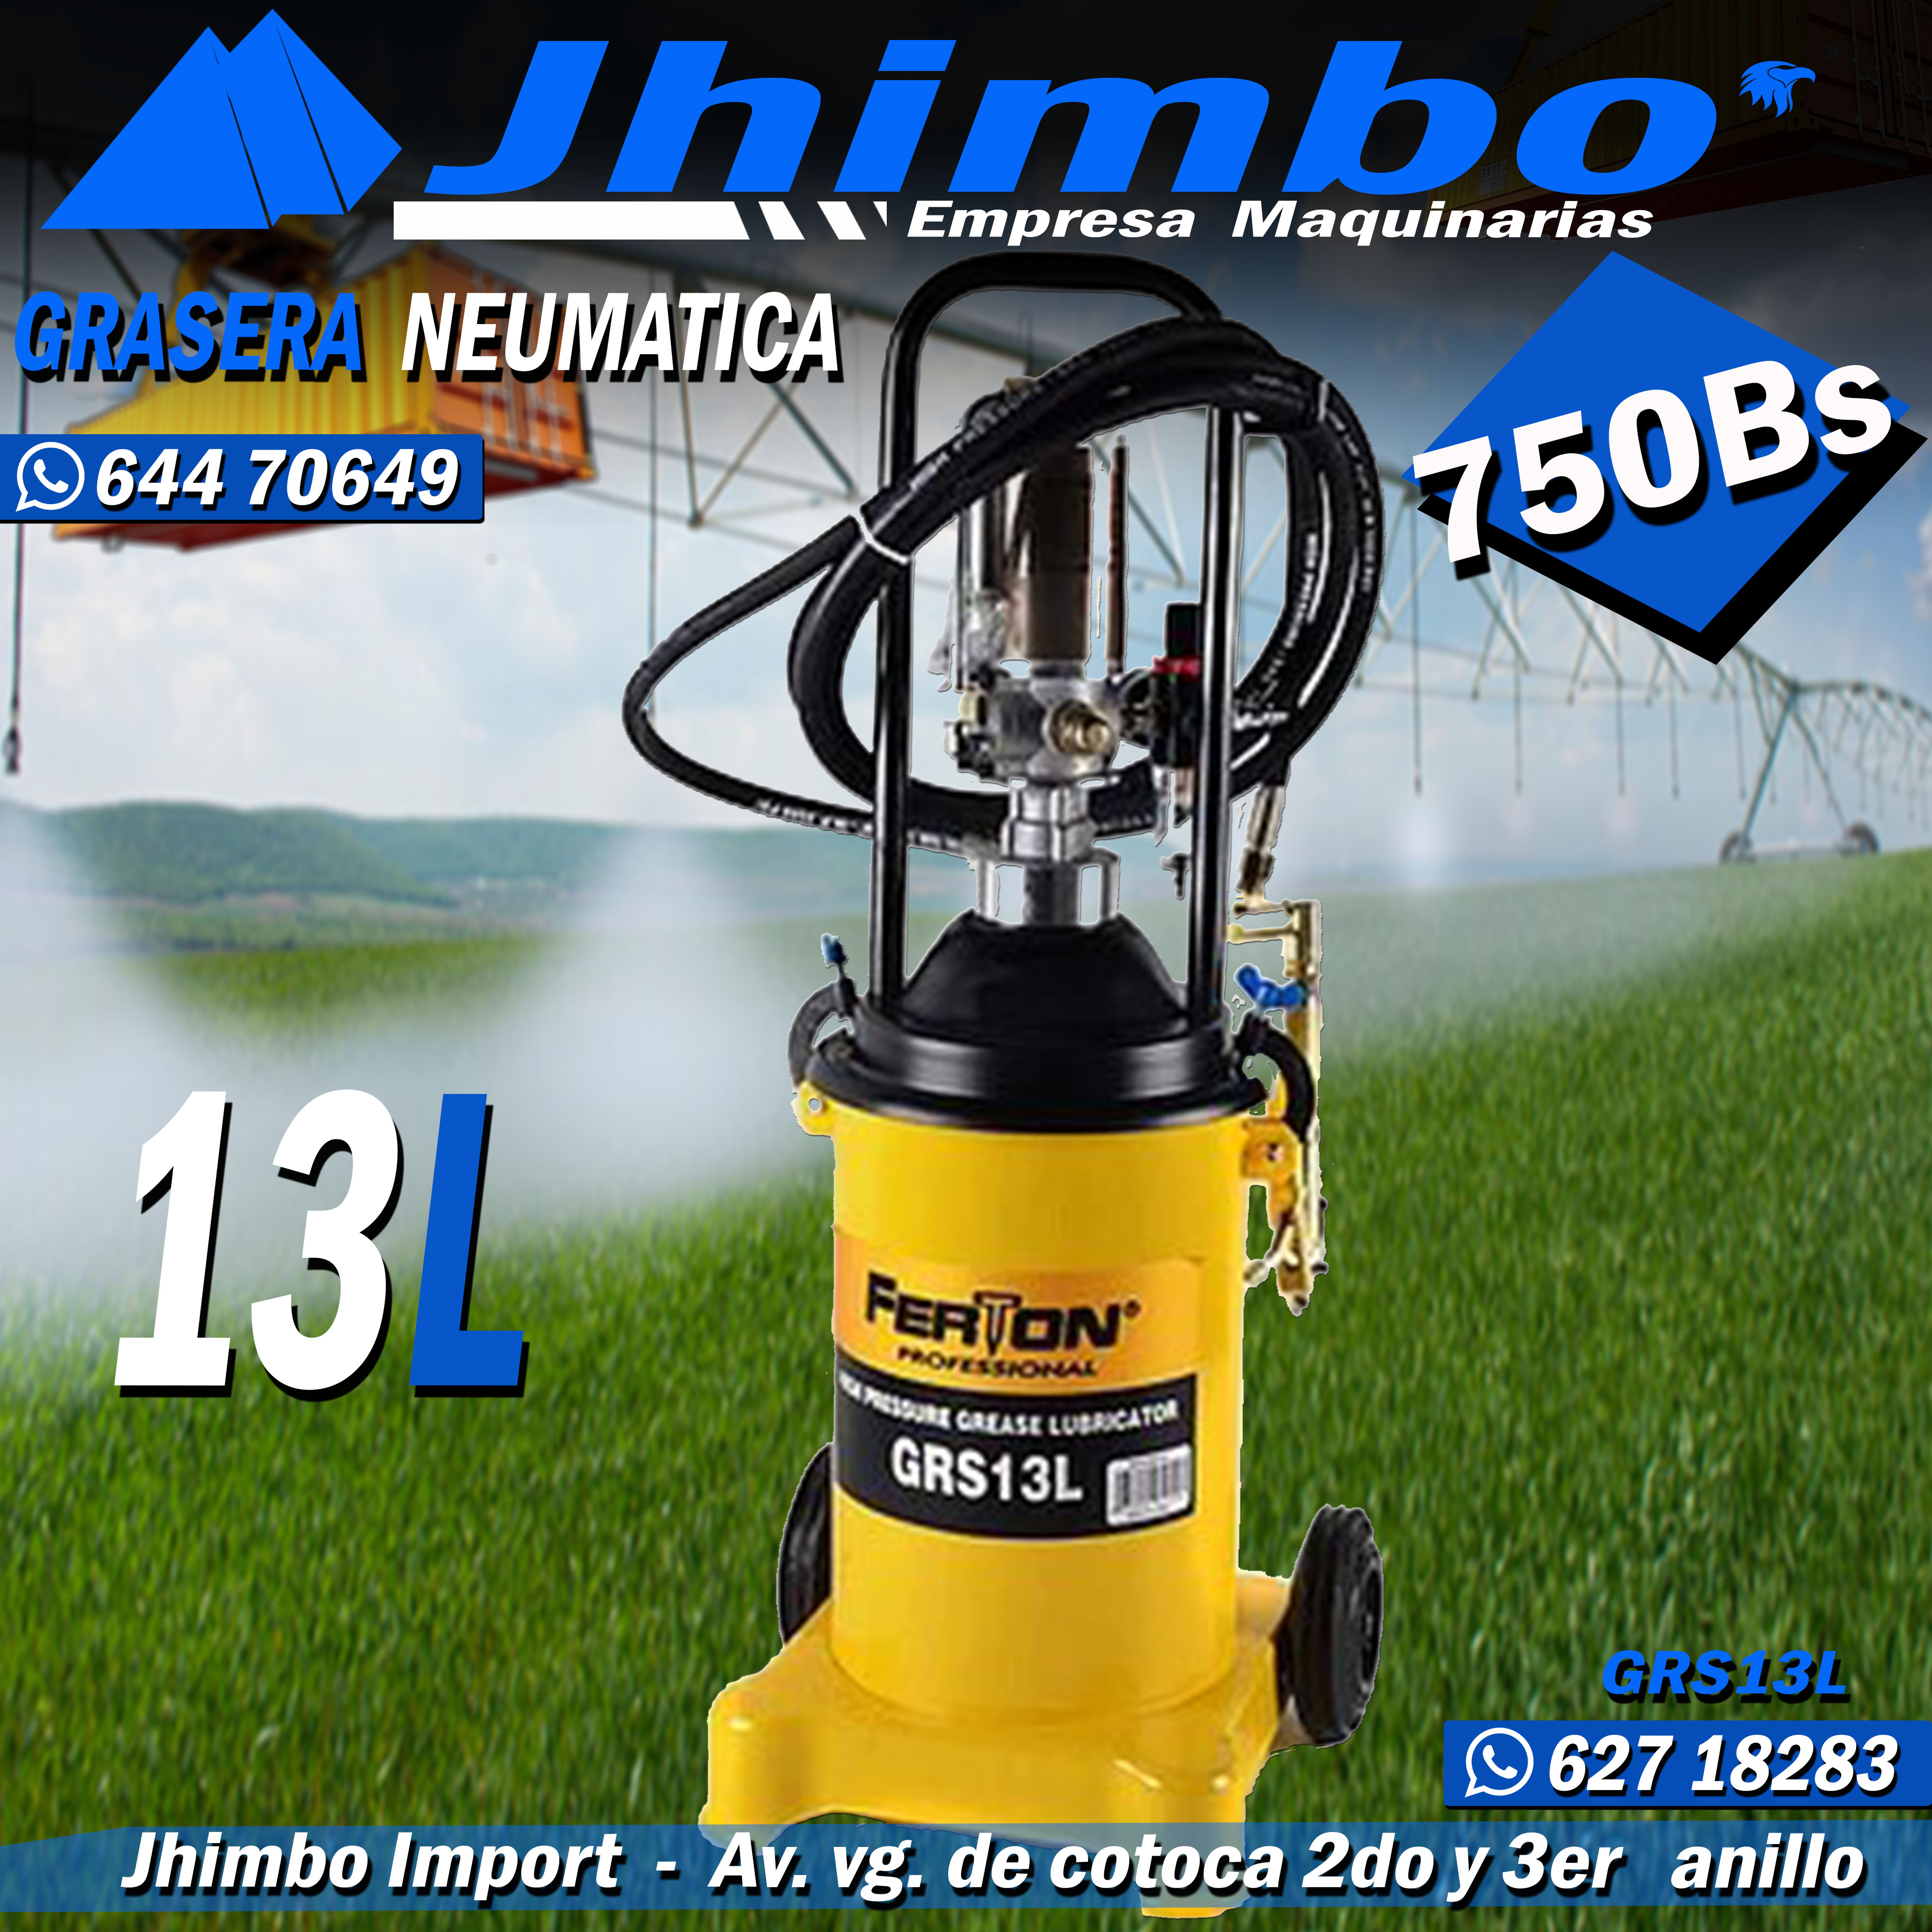 Jhimbo
Empresa Maquinarias
GRASERA NEUMATICA
750Bs
644 70649
13L
FERTON®
PROFESSIONAL
PRESSURE GREASE LUBRICATOR
GRS13L
GRS13L
627 18283
Jhimbo Import - Av. vg. de cotoca 2do y 3er anillo